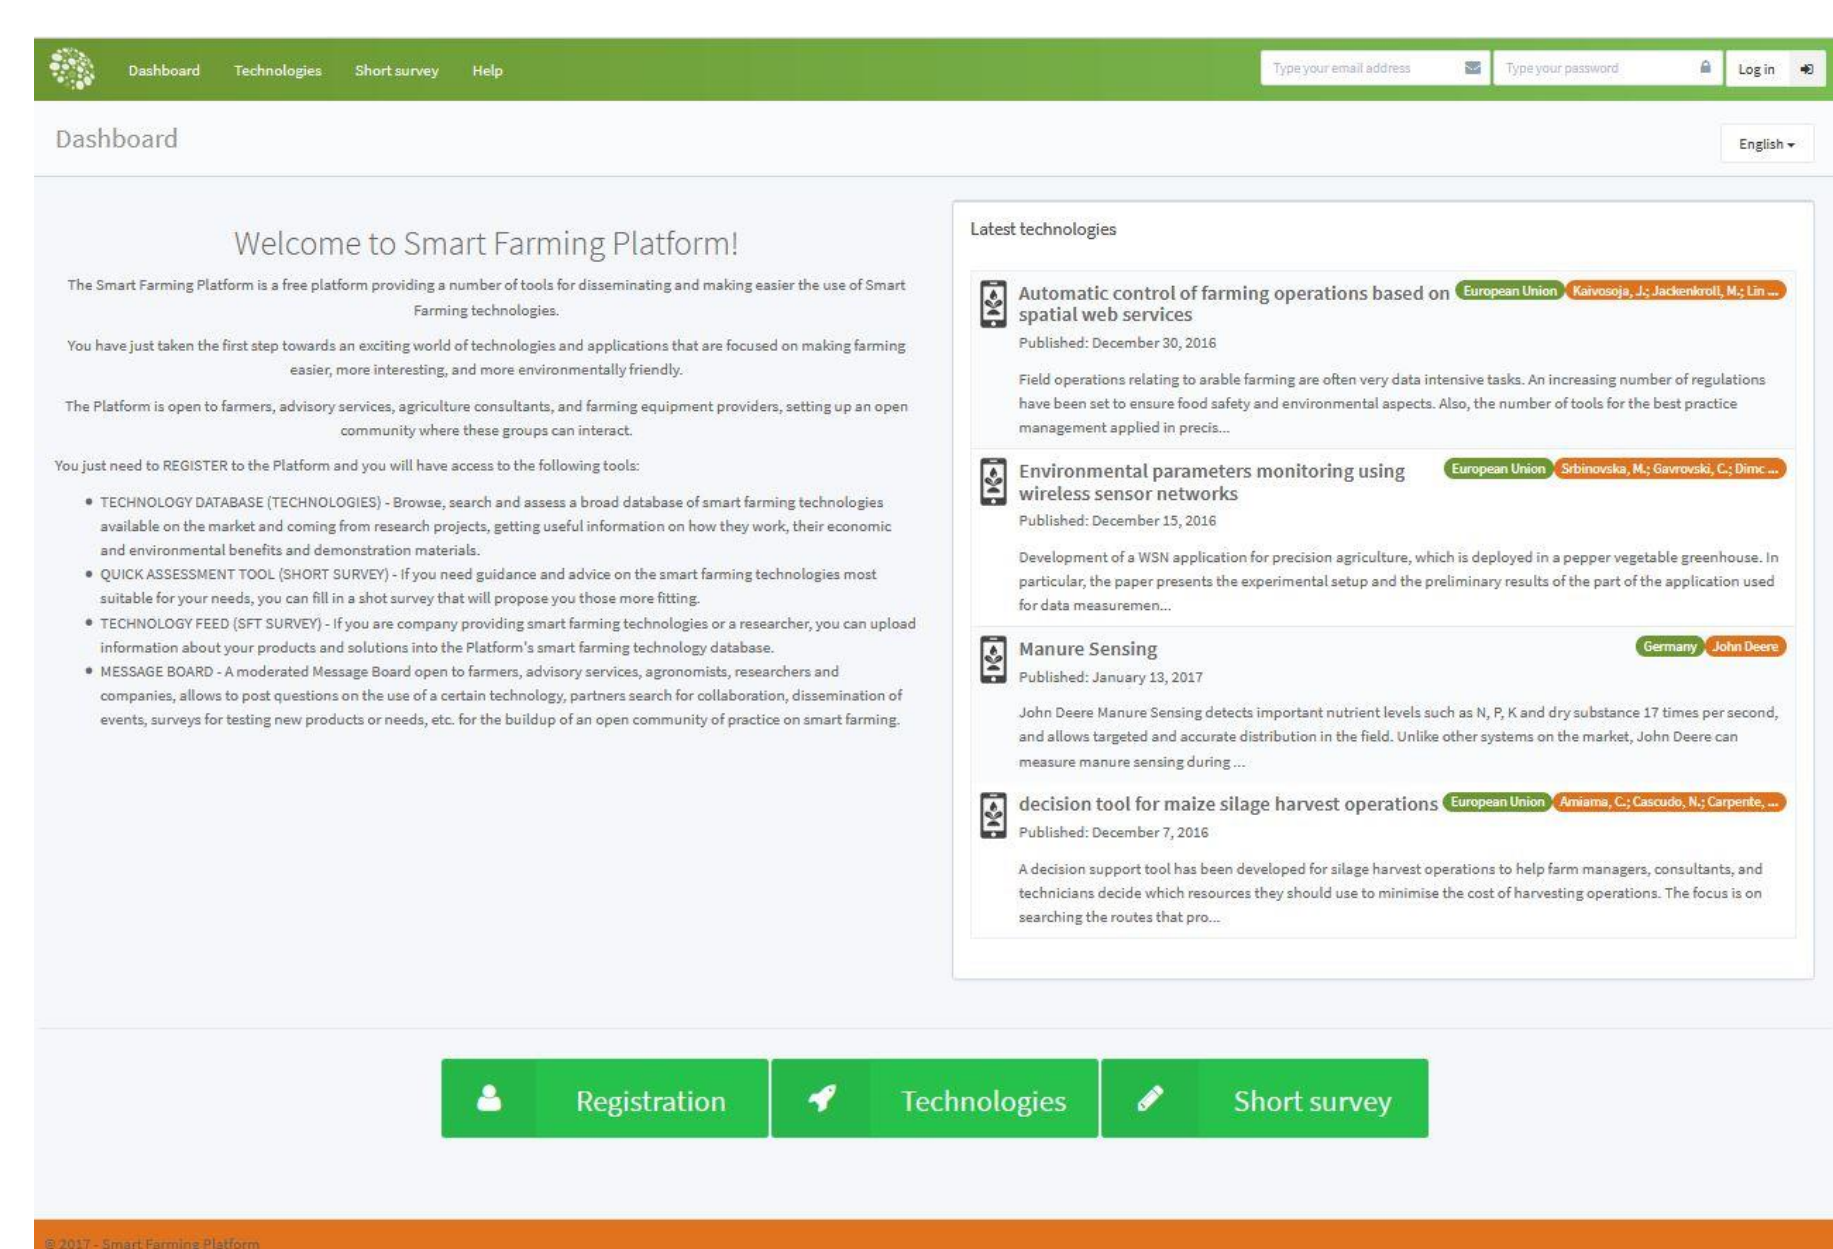 Dashboard Technologies Short survey Help Type your email address Type your password Log in
Dashboard
English
Welcome to Smart Farming Platform!
The Smart Farming Platform is a free platform providing a number of tools for disseminating and making easier the use of Smart
Farming technologies.
You have just taken the first step towards an exciting world of technologies and applications that are focused on making farming
easier, more interesting, and more environmentally friendly.
The Platform is open to farmers, advisory services, agriculture consultants, and farming equipment providers, setting up an open
community where these groups can interact.
You just need to REGISTER to the Platform and you will have access to the following tools:
• TECHNOLOGY DATABASE (TECHNOLOGIES) - Browse, search and assess a broad database of smart farming technologies
available on the market and coming from research projects, getting useful information on how they work, their economic
and environmental benefits and demonstration materials.
• QUICK ASSESSMENT TOOL (SHORT SURVEY) - If you need guidance and advice on the smart farming technologies most
suitable for your needs, you can fill in a shot survey that will propose you those more fitting.
• TECHNOLOGY FEED (SFT SURVEY) - If you are company providing smart farming technologies or a researcher, you can upload
information about your products and solutions into the Platform's smart farming technology database.
• MESSAGE BOARD - A moderated Message Board open to farmers, advisory services, agronomists, researchers and
companies, allows to post questions on the use of a certain technology, partners search for collaboration, dissemination of
events, surveys for testing new products or needs, etc. for the buildup of an open community of practice on smart farming.
Latest technologies
Automatic control of farming operations based on European Union Kaivosoja, J.; Jackenkroll, M.; Lin ...
spatial web services
Published: December 30, 2016
Field operations relating to arable farming are often very data intensive tasks. An increasing number of regulations
have been set to ensure food safety and environmental aspects. Also, the number of tools for the best practice
management applied in precis...
Environmental parameters monitoring using European Union Srbinovska, M.; Gavrovski, C.; Dimc ...
wireless sensor networks
Published: December 15, 2016
Development of a WSN application for precision agriculture, which is deployed in a pepper vegetable greenhouse. In
particular, the paper presents the experimental setup and the preliminary results of the part of the application used
for data measuremen...
Manure Sensing Germany John Deere
Published: January 13, 2017
John Deere Manure Sensing detects important nutrient levels such as N, P, K and dry substance 17 times per second,
and allows targeted and accurate distribution in the field. Unlike other systems on the market, John Deere can
measure manure sensing during ...
decision tool for maize silage harvest operations European Union Amiama, C.; Cascudo, N.; Carpente, ...
Published: December 7, 2016
A decision support tool has been developed for silage harvest operations to help farm managers, consultants, and
technicians decide which resources they should use to minimise the cost of harvesting operations. The focus is on
searching the routes that pro...
Registration Technologies Short survey
© 2017 - Smart Farming Platform